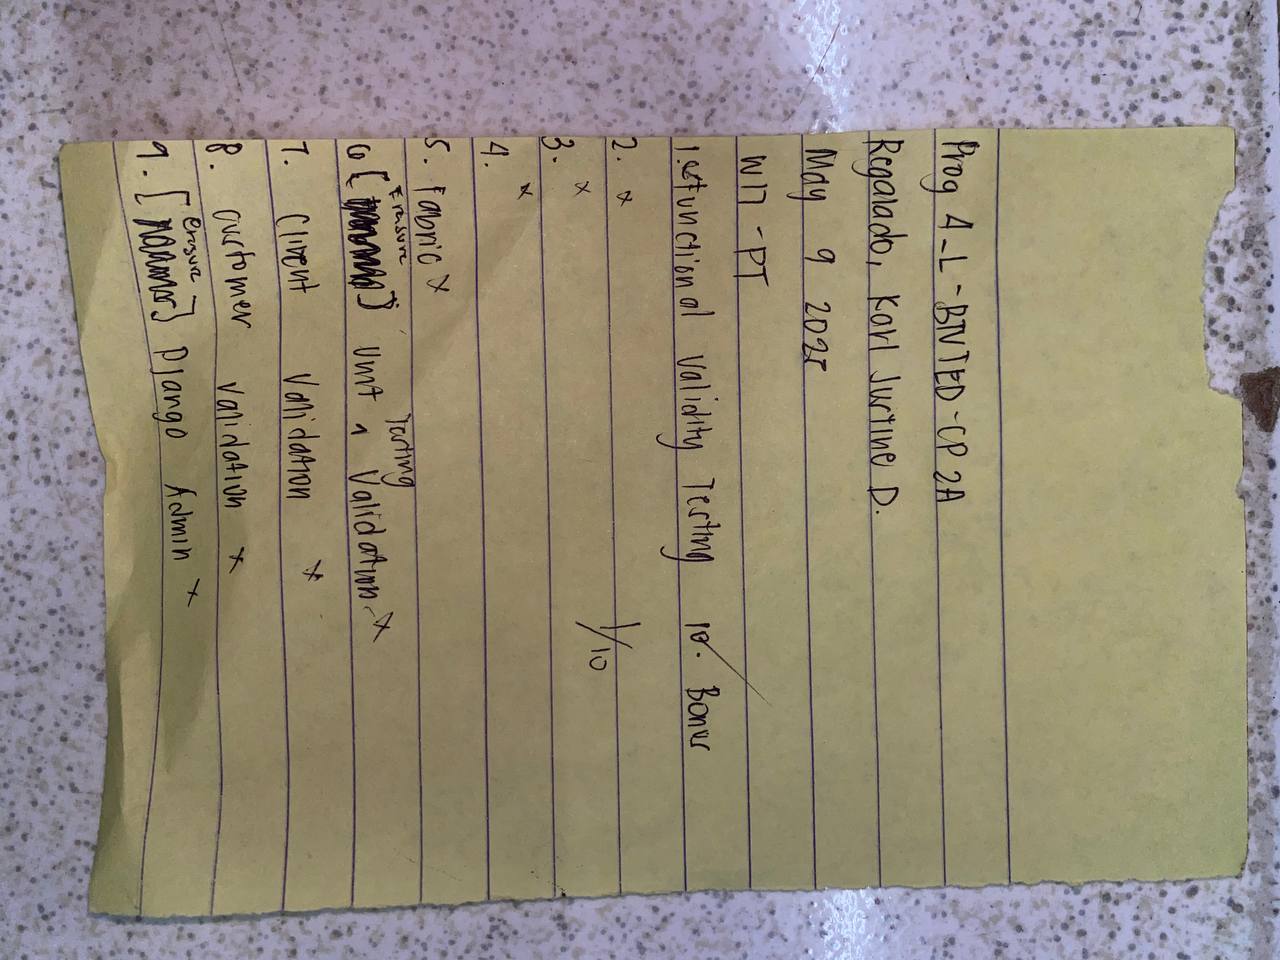 Prog 4-L-BTVTED-CP 2A
Regalado, Karl Justine D.
May 9 2025
W17-PT
1. Functional Validity Testing 10. Bonus
2. x
1/10
3. x
4. x
5. Fabric x
Erasure Testing
6. [ ] Unit ^ Validation x
7. Client Validation x
8. Customer Validation x
Erasure
9. [ ] Django Admin x